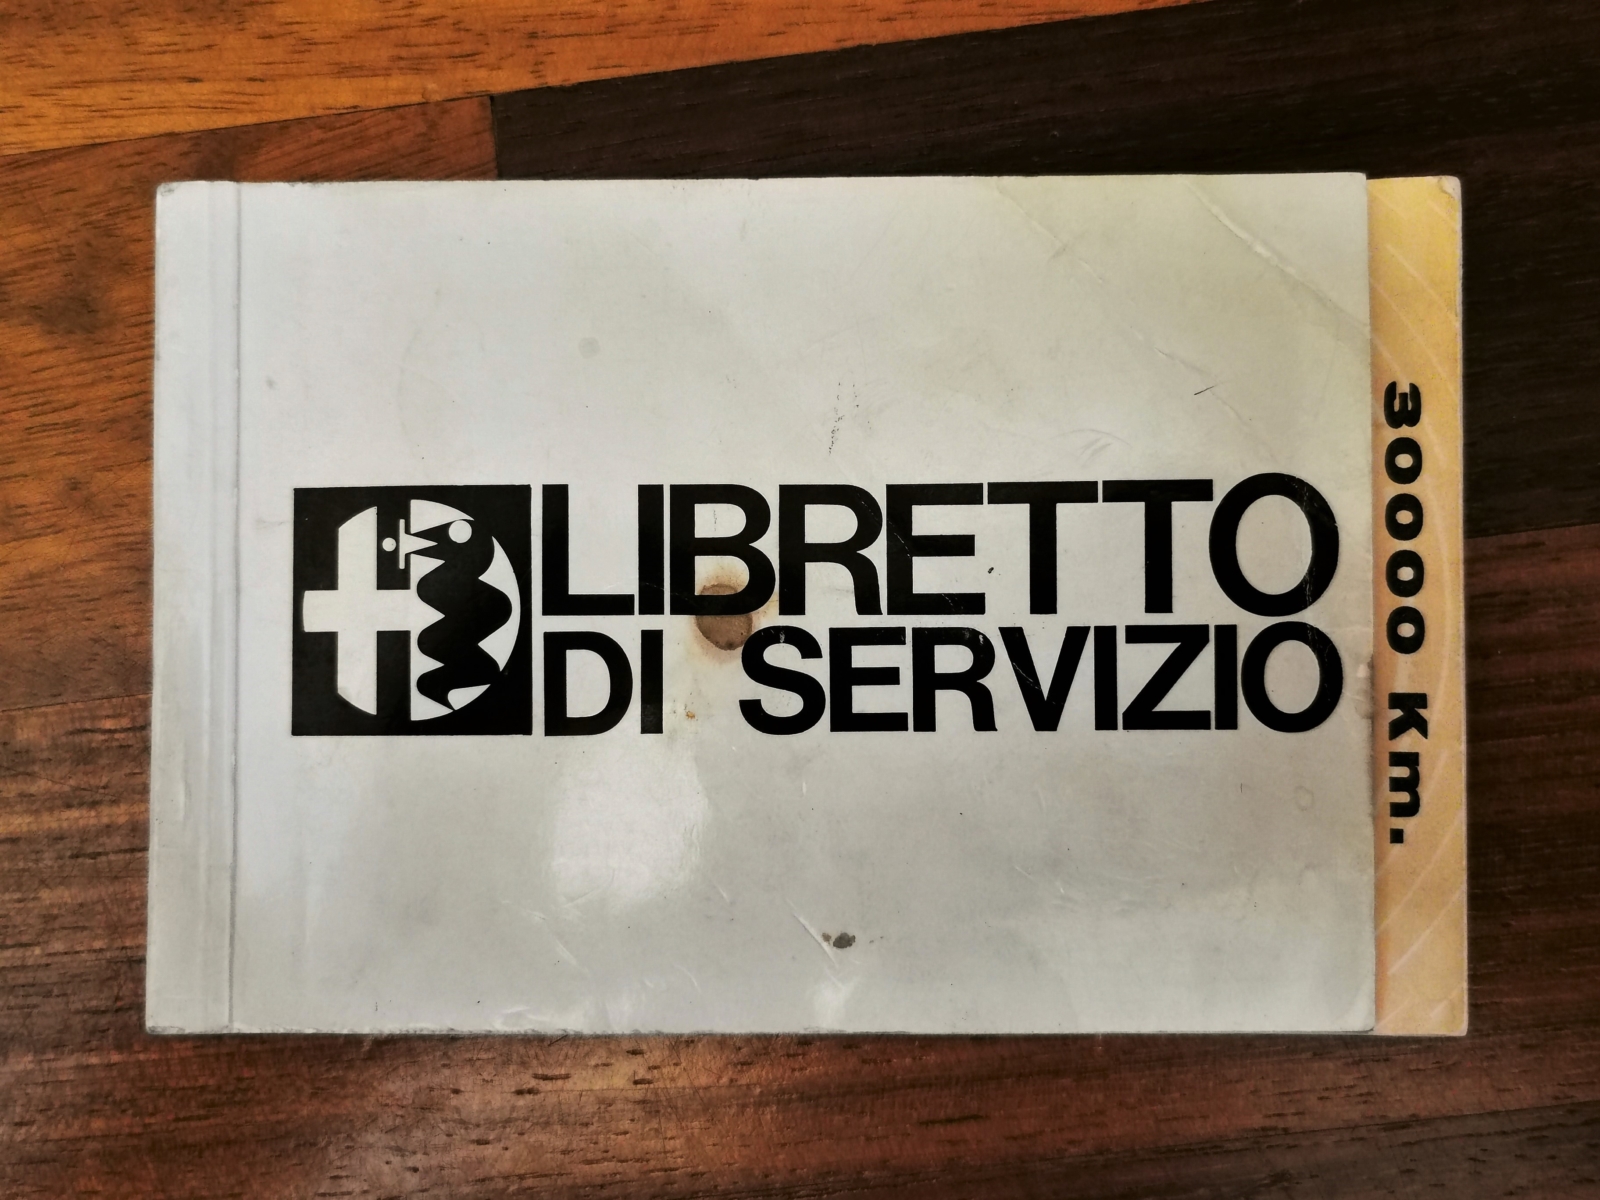 LIBRETTO
DI SERVIZIO
30000 Km.